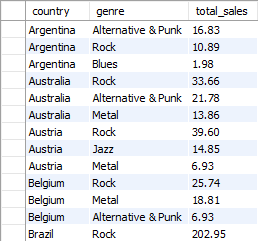 country genre total_sales
Argentina Alternative & Punk 16.83
Argentina Rock 10.89
Argentina Blues 1.98
Australia Rock 33.66
Australia Alternative & Punk 21.78
Australia Metal 13.86
Austria Rock 39.60
Austria Jazz 14.85
Austria Metal 6.93
Belgium Rock 25.74
Belgium Metal 18.81
Belgium Alternative & Punk 6.93
Brazil Rock 202.95